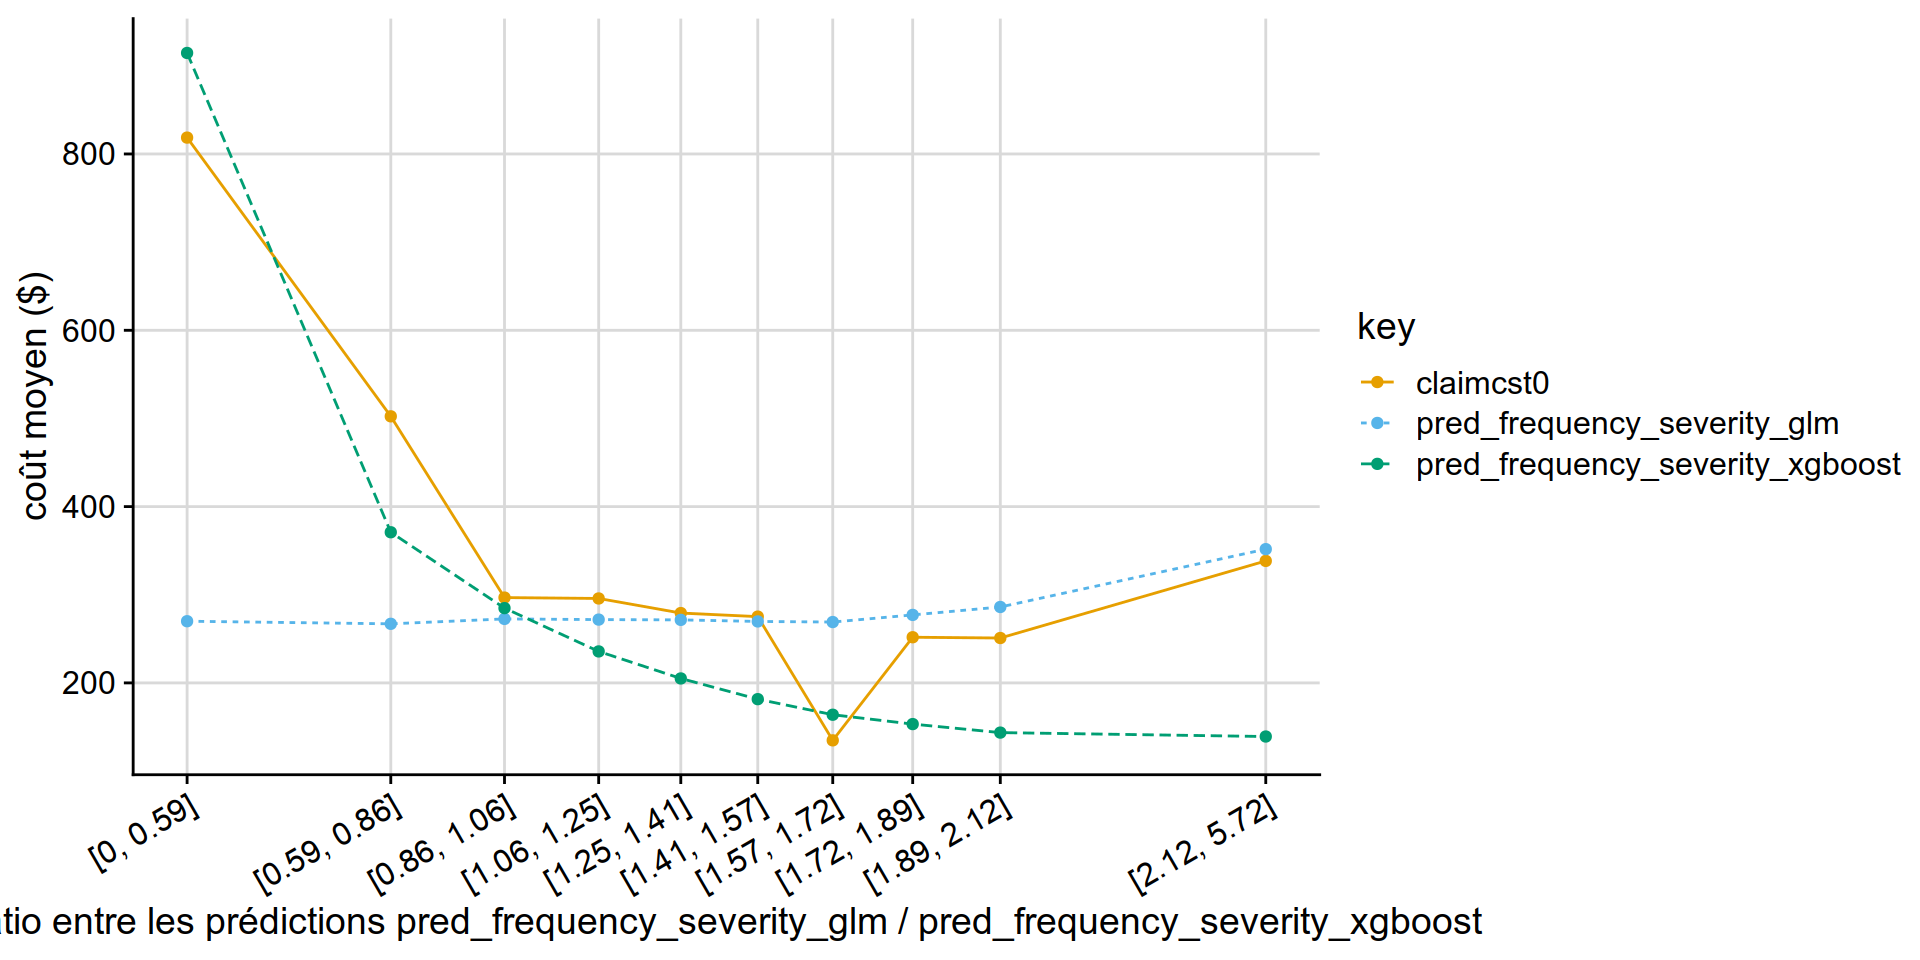 coût moyen ($)
800
600
400
200
[0, 0.59]
[0.59, 0.86]
[0.86, 1.06]
[1.06, 1.25]
[1.25, 1.41]
[1.41, 1.57]
[1.57, 1.72]
[1.72, 1.89]
[1.89, 2.12]
[2.12, 5.72]
entre les prédictions pred_frequency_severity_glm / pred_frequency_severity_xgboost
key
claimcst0
pred_frequency_severity_glm
pred_frequency_severity_xgboost